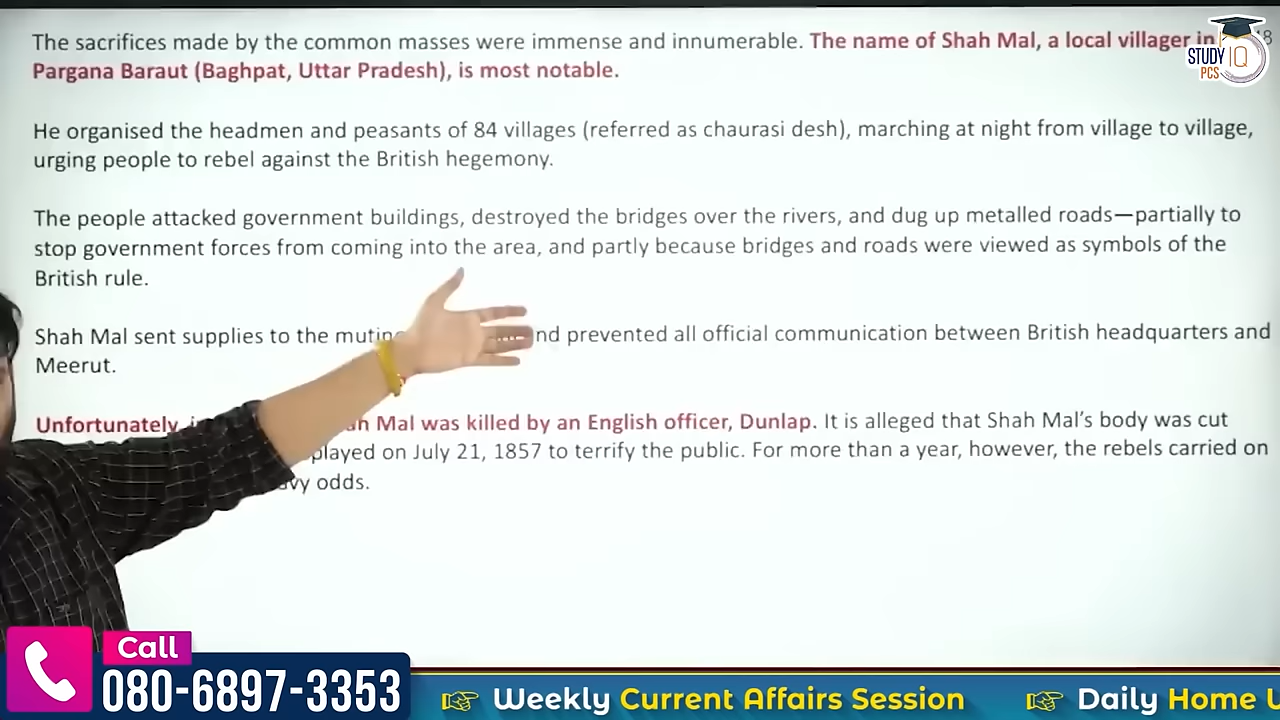 The sacrifices made by the common masses were immense and innumerable. The name of Shah Mal, a local villager in
Pargana Baraut (Baghpat, Uttar Pradesh), is most notable.
He organised the headmen and peasants of 84 villages (referred as chaurasi desh), marching at night from village to village,
urging people to rebel against the British hegemony.
The people attacked government buildings, destroyed the bridges over the rivers, and dug up metalled roads—partially to
stop government forces from coming into the area, and partly because bridges and roads were viewed as symbols of the
British rule.
Shah Mal sent supplies to the nd prevented all official communication between British headquarters and
Meerut.
Unfortunately Mal was killed by an English officer, Dunlap. It is alleged that Shah Mal's body was cut
played on July 21, 1857 to terrify the public. For more than a year, however, the rebels carried on
vy odds.
STUDY IQ
PCS
8
Call
080-6897-3353
Weekly Current Affairs Session
Daily Home U